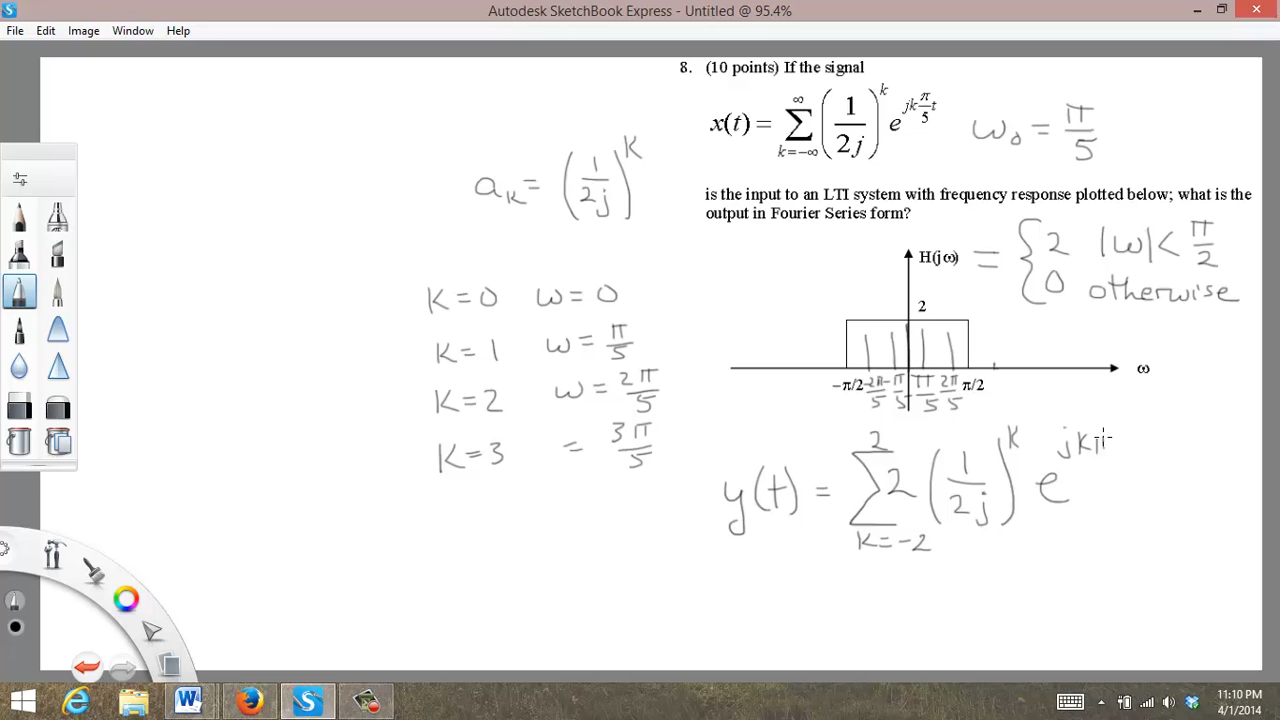 Autodesk SketchBook Express - Untitled @ 95.4%
File Edit Image Window Help
8. (10 points) If the signal
x(t) = ∑_{k=-∞}^{∞} (1/2j)^k e^{jk π/5 t}
ω₀ = π/5
a_K = (1/2j)^K
is the input to an LTI system with frequency response plotted below; what is the
output in Fourier Series form?
H(jω) = { 2 |ω| < π/2
0 otherwise
2
K=0 ω=0
K=1 ω=π/5
K=2 ω=2π/5
K=3 =3π/5
ω
−π/2 -2π/5 -π/5 π/5 2π/5 π/2
y(t) = ∑_{K=-2}^{2} 2 (1/2j)^k e^{jkπ
11:10 PM
4/1/2014